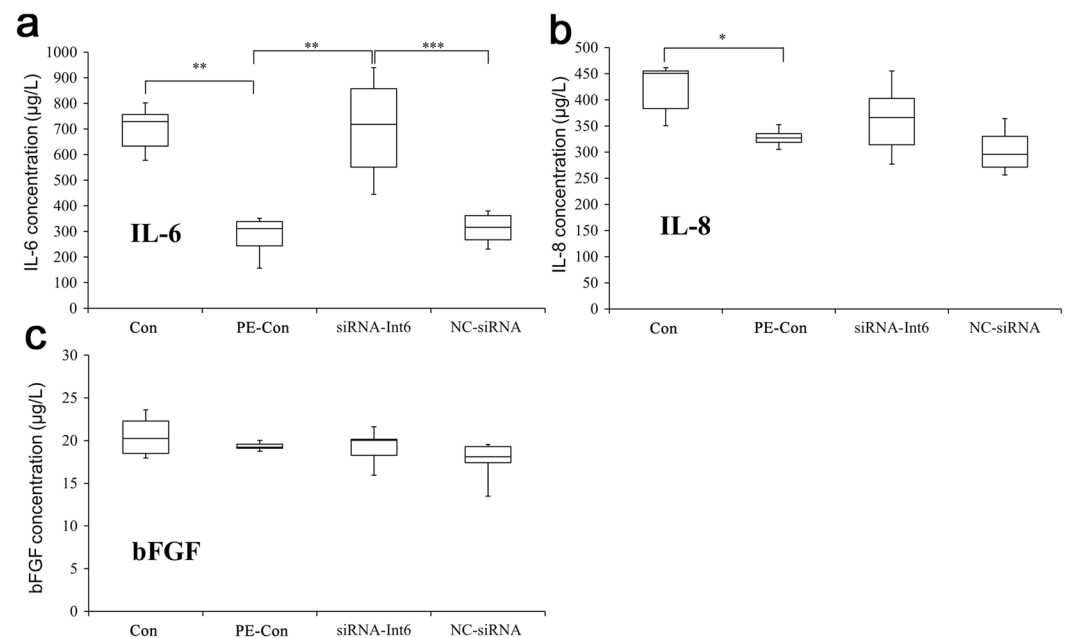 a
IL-6 concentration (µg/L)
1000
900
800
700
600
500
400
300
200
100
0
**
**
***
IL-6
Con PE-Con siRNA-Int6 NC-siRNA
b
IL-8 concentration (µg/L)
500
450
400
350
300
250
200
150
100
50
0
*
IL-8
Con PE-Con siRNA-Int6 NC-siRNA
c
bFGF concentration (µg/L)
30
25
20
15
10
5
0
bFGF
Con PE-Con siRNA-Int6 NC-siRNA